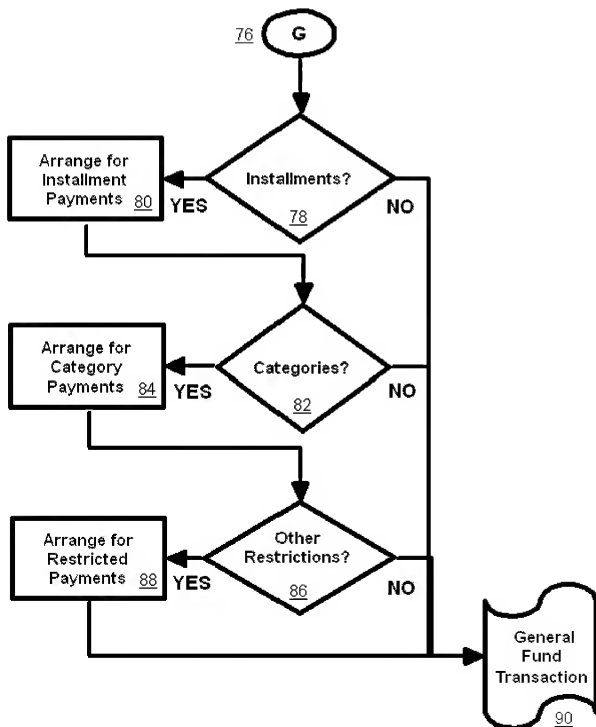 76
G
Installments?
78
Arrange for
Installment
Payments 80
YES
NO
Categories?
82
Arrange for
Category
Payments 84
YES
NO
Other
Restrictions?
86
Arrange for
Restricted
Payments 88
YES
NO
General
Fund
Transaction
90